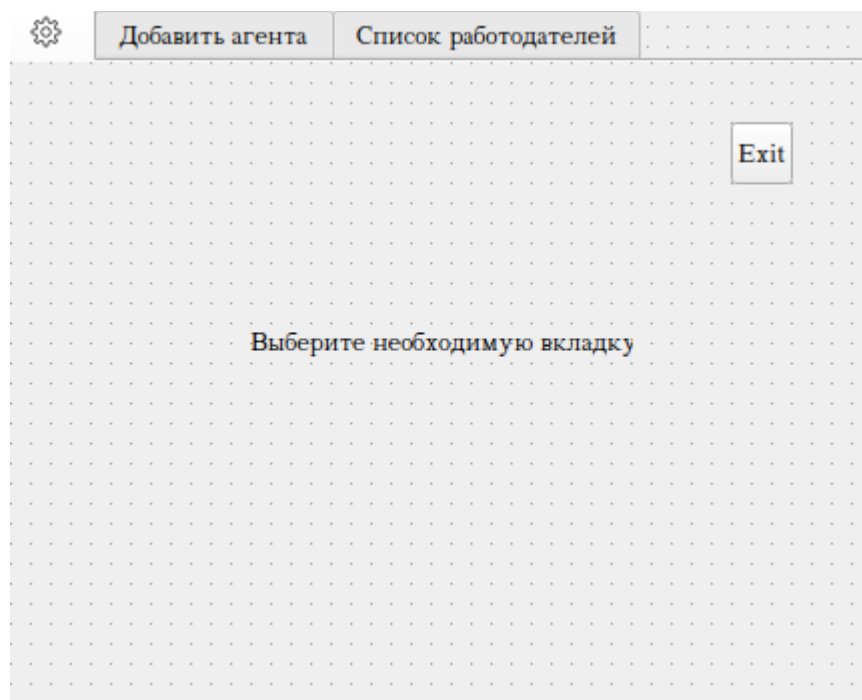 Добавить агента
Список работодателей
Exit
Выберите необходимую вкладку